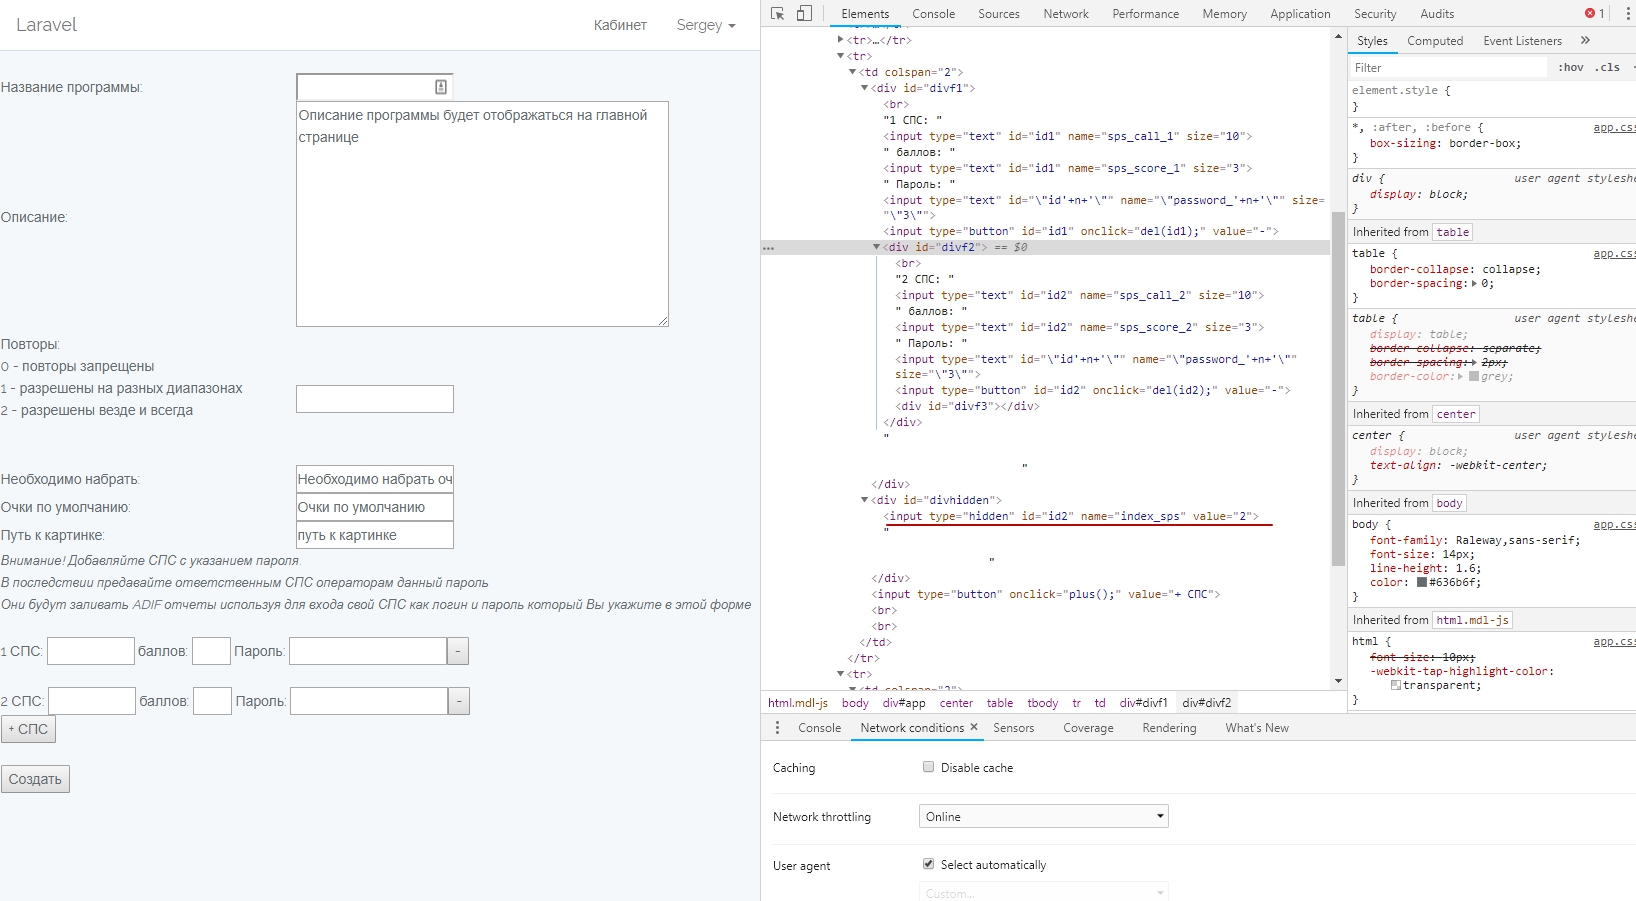 Laravel
Кабинет
Sergey
Название программы:
Описание программы будет отображаться на главной
странице
Описание:
Повторы:
0 - повторы запрещены
1 - разрешены на разных диапазонах
2 - разрешены везде и всегда
Необходимо набрать:
Необходимо набрать оч
Очки по умолчанию:
Очки по умолчанию
Путь к картинке:
путь к картинке
Внимание! Добавляйте СПС с указанием пароля.
В последствии предавайте ответственным СПС операторам данный пароль
Они будут заливать ADIF отчеты используя для входа свой СПС как логин и пароль который Вы укажите в этой форме
1 СПС: баллов: Пароль: -
2 СПС: баллов: Пароль: -
+ СПС
Создать
Elements Console Sources Network Performance Memory Application Security Audits 1
<tr>…</tr>
<tr>
<td colspan="2">
<div id="divf1">
<br>
"1 СПС: "
<input type="text" id="id1" name="sps_call_1" size="10">
" баллов: "
<input type="text" id="id1" name="sps_score_1" size="3">
" Пароль: "
<input type="text" id="\"id'+n+'\"" name="\"password_'+n+'\"" size=
"\"3\"">
<input type="button" id="id1" onclick="del(id1);" value="-">
... <div id="divf2"> == $0
<br>
"2 СПС: "
<input type="text" id="id2" name="sps_call_2" size="10">
" баллов: "
<input type="text" id="id2" name="sps_score_2" size="3">
" Пароль: "
<input type="text" id="\"id'+n+'\"" name="\"password_'+n+'\""
size="\"3\"">
<input type="button" id="id2" onclick="del(id2);" value="-">
<div id="divf3"></div>
</div>
"
"
</div>
<div id="divhidden">
<input type="hidden" id="id2" name="index_sps" value="2">
"
"
</div>
<input type="button" onclick="plus();" value="+ СПС">
<br>
<br>
</td>
</tr>
<tr>
<td colspan="2">
html.mdl-js body div#app center table tbody tr td div#divf1 div#divf2
Styles Computed Event Listeners »
Filter :hov .cls
element.style {
}
*, :after, :before { app.css
box-sizing: border-box;
}
div { user agent styleshe
display: block;
}
Inherited from table
table { app.css
border-collapse: collapse;
border-spacing: 0;
}
table { user agent styleshe
display: table;
border-collapse: separate;
border-spacing: 2px;
border-color: grey;
}
Inherited from center
center { user agent styleshe
display: block;
text-align: -webkit-center;
}
Inherited from body
body { app.css
font-family: Raleway,sans-serif;
font-size: 14px;
line-height: 1.6;
color: #636b6f;
}
Inherited from html.mdl-js
html { app.css
font-size: 10px;
-webkit-tap-highlight-color:
transparent;
}
Console Network conditions × Sensors Coverage Rendering What's New
Caching Disable cache
Network throttling Online
User agent Select automatically
Custom...